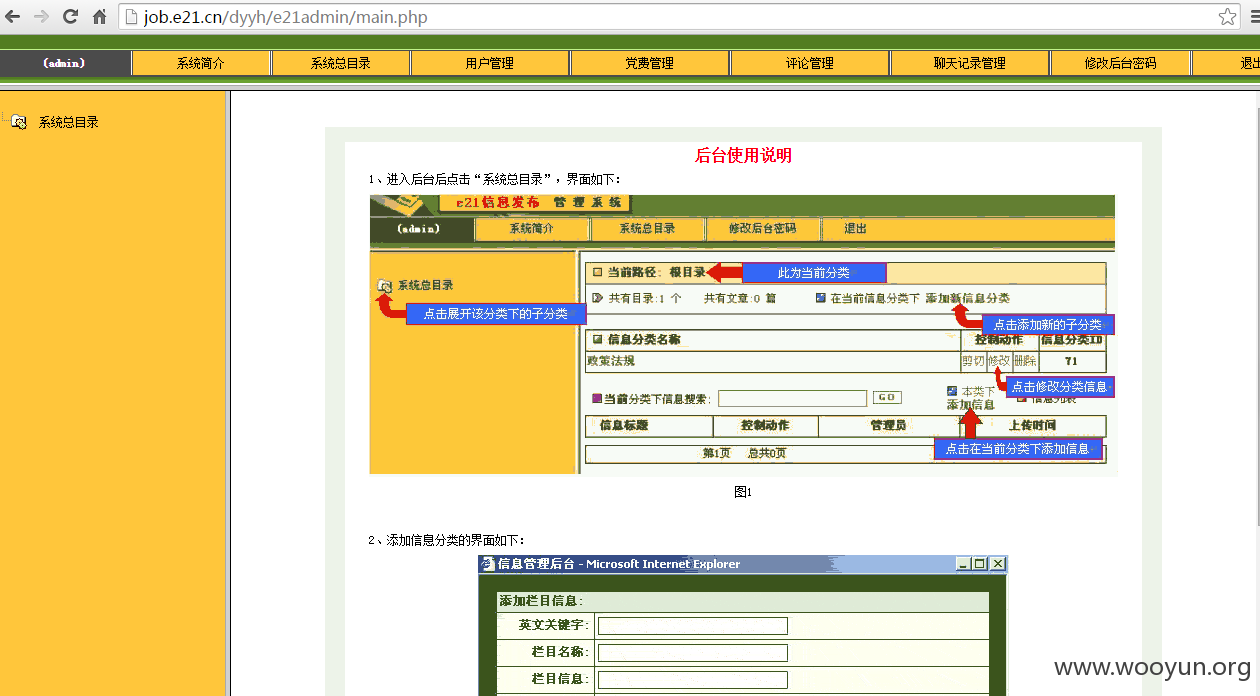 job.e21.cn/dyyh/e21admin/main.php
(admin) 系统简介 系统总目录 用户管理 党费管理 评论管理 聊天记录管理 修改后台密码 退出
系统总目录
后台使用说明
1、进入后台后点击“系统总目录”，界面如下：
e21信息发布 管理系统
(admin) 系统简介 系统总目录 修改后台密码 退出
当前路径：根目录 此为当前分类
系统总目录
共有目录:1 个 共有文章:0 篇 在当前信息分类下 添加新信息分类
点击展开该分类下的子分类
点击添加新的子分类
信息分类名称 控制动作 信息分类ID
政策法规 剪切 修改 删除 71
点击修改分类信息
当前分类下信息搜索： GO 本类下 添加信息 信息列表
信息标题 控制动作 管理员 上传时间
点击在当前分类下添加信息
第1页 总共0页
图1
2、添加信息分类的界面如下：
信息管理后台 - Microsoft Internet Explorer
添加栏目信息：
英文关键字：
栏目名称：
栏目信息：
www.wooyun.org